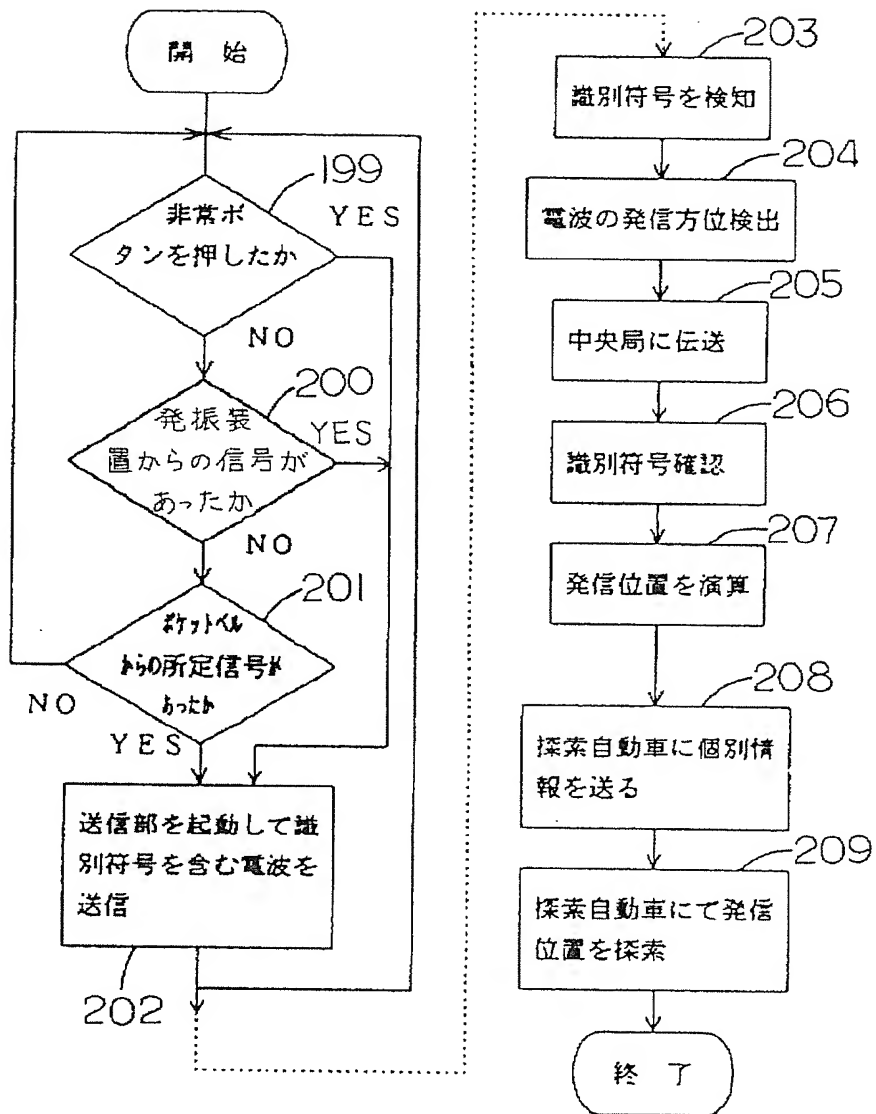 開 始
199
非常ボ
タンを押したか
YES
NO
200
発振装
置からの信号が
あったか
YES
NO
201
ポケットベル
からの所定信号が
あったか
NO
YES
送信部を起動して識
別符号を含む電波を
送信
202
203
識別符号を検知
204
電波の発信方位検出
205
中央局に伝送
206
識別符号確認
207
発信位置を演算
208
探索自動車に個別情
報を送る
209
探索自動車にて発信
位置を探索
終 了